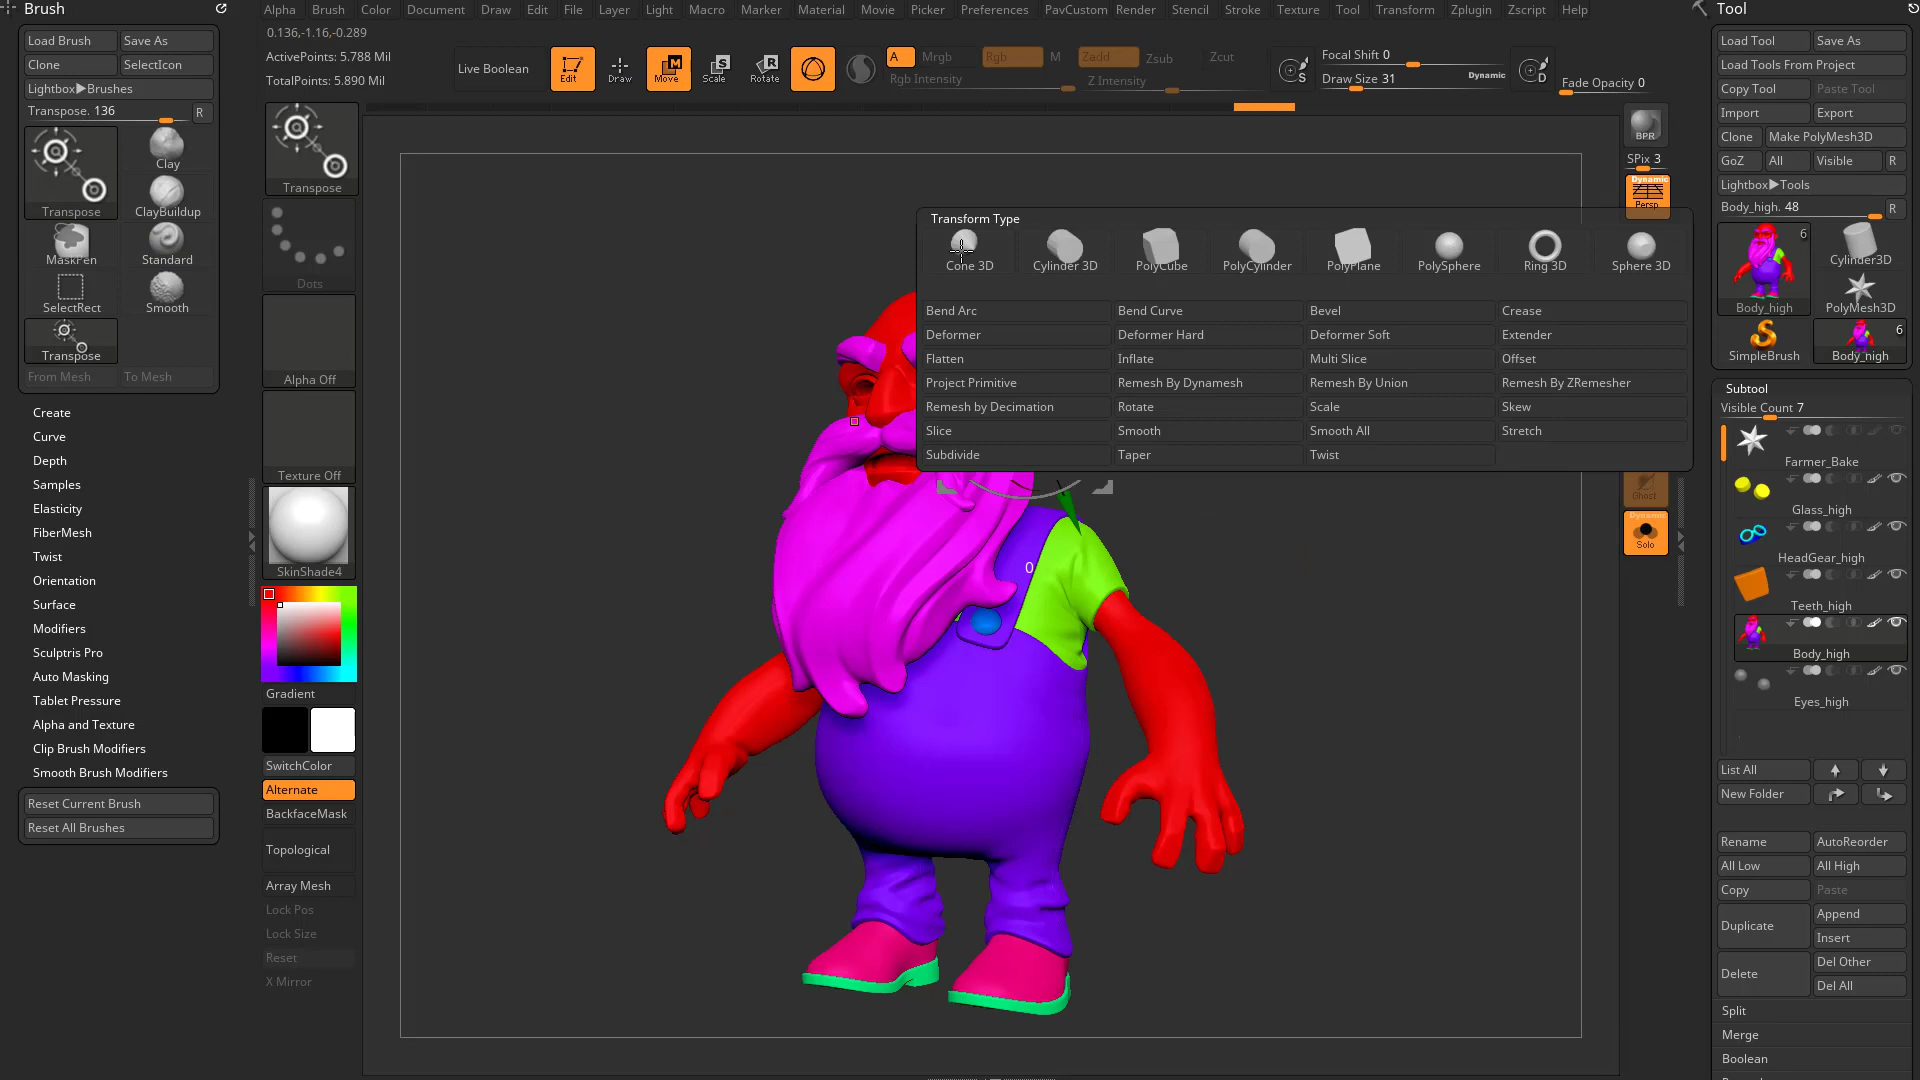 Brush
Alpha Brush Color Document Draw Edit File Layer Light Macro Marker Material Movie Picker Preferences PavCustom Render Stencil Stroke Texture Tool Transform Zplugin Zscript Help
Tool
0.136,-1.16,-0.289
ActivePoints: 5.788 Mil
TotalPoints: 5.890 Mil
Live Boolean
Edit Draw Move Scale Rotate
A Mrgb Rgb M Zadd Zsub Zcut
Rgb Intensity Z Intensity
S
Focal Shift 0
Draw Size 31 Dynamic
D
Fade Opacity 0
Load Brush Save As
Clone SelectIcon
Lightbox▶Brushes
Transpose. 136 R
Transpose
Clay
ClayBuildup
MaskPen
Standard
SelectRect
Smooth
Transpose
From Mesh To Mesh
Create
Curve
Depth
Samples
Elasticity
FiberMesh
Twist
Orientation
Surface
Modifiers
Sculptris Pro
Auto Masking
Tablet Pressure
Alpha and Texture
Clip Brush Modifiers
Smooth Brush Modifiers
Reset Current Brush
Reset All Brushes
Transpose
Dots
Alpha Off
Texture Off
SkinShade4
Gradient
SwitchColor
Alternate
BackfaceMask
Topological
Array Mesh
Lock Pos
Lock Size
Reset
X Mirror
Transform Type
Cone 3D Cylinder 3D PolyCube PolyCylinder PolyPlane PolySphere Ring 3D Sphere 3D
Bend Arc Bend Curve Bevel Crease
Deformer Deformer Hard Deformer Soft Extender
Flatten Inflate Multi Slice Offset
Project Primitive Remesh By Dynamesh Remesh By Union Remesh By ZRemesher
Remesh by Decimation Rotate Scale Skew
Slice Smooth Smooth All Stretch
Subdivide Taper Twist
0
BPR
SPix 3
Dynamic
Persp
Ghost
Dynamic
Solo
Load Tool Save As
Load Tools From Project
Copy Tool Paste Tool
Import Export
Clone Make PolyMesh3D
GoZ All Visible R
Lightbox▶Tools
Body_high. 48 R
6
Body_high
Cylinder3D
PolyMesh3D
SimpleBrush
6
Body_high
Subtool
Visible Count 7
Farmer_Bake
Glass_high
HeadGear_high
Teeth_high
Body_high
Eyes_high
List All
New Folder
Rename AutoReorder
All Low All High
Copy Paste
Duplicate Append
Insert
Delete Del Other
Del All
Split
Merge
Boolean